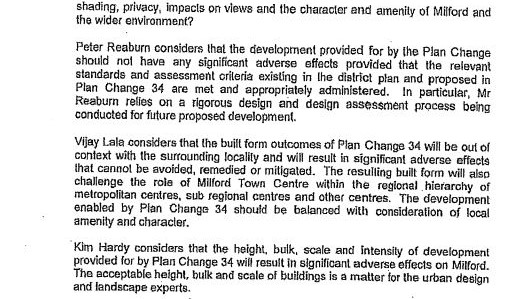 shading, privacy, impacts on views and the character and amenity of Milford and
the wider environment?
Peter Reaburn considers that the development provided for by the Plan Change
should not have any significant adverse effects provided that the relevant
standards and assessment criteria existing in the district plan and proposed in
Plan Change 34 are met and appropriately administered. In particular, Mr
Reaburn relies on a rigorous design and design assessment process being
conducted for future proposed development.
Vijay Lala considers that the built form outcomes of Plan Change 34 will be out of
context with the surrounding locality and will result in significant adverse effects
that cannot be avoided, remedied or mitigated. The resulting built form will also
challenge the role of Milford Town Centre within the regional hierarchy of
metropolitan centres, sub regional centres and other centres. The development
enabled by Plan Change 34 should be balanced with consideration of local
amenity and character.
Kim Hardy considers that the height, bulk, scale and intensity of development
provided for by Plan Change 34 will result in significant adverse effects on Milford.
The acceptable height, bulk and scale of buildings is a matter for the urban design
and landscape experts.